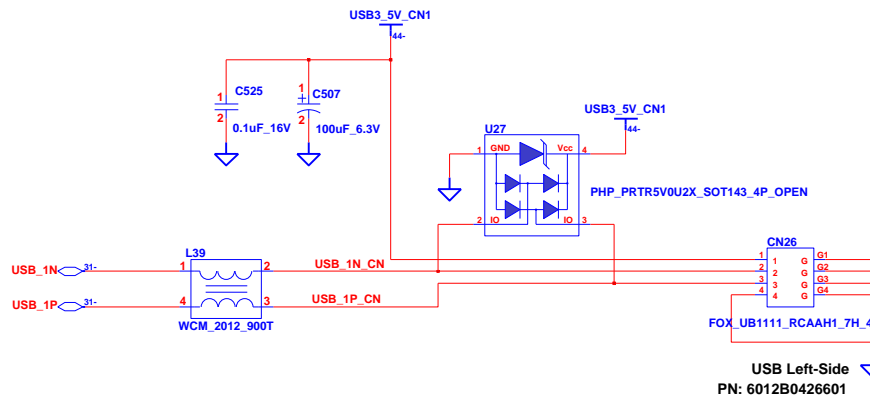 USB3_5V_CN1
44-
1
C525
2
0.1uF_16V
1
+
C507
2
100uF_6.3V
USB3_5V_CN1
44-
U27
1
GND
Vcc
4
PHP_PRTR5V0U2X_SOT143_4P_OPEN
2
IO
IO
3
L39
USB_1N
31-
1
2
USB_1N_CN
USB_1P
31-
4
3
USB_1P_CN
WCM_2012_900T
CN26
1
1
G
G1
2
2
G
G2
3
3
G
G3
4
4
G
G4
FOX_UB1111_RCAAH1_7H_4
USB Left-Side
PN: 6012B0426601